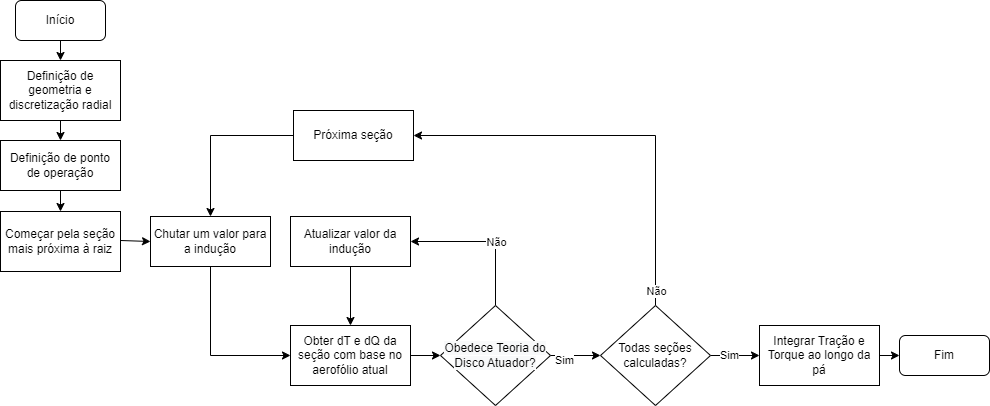 Início
Definição de
geometria e
discretização radial
Definição de ponto
de operação
Começar pela seção
mais próxima à raiz
Chutar um valor para
a indução
Próxima seção
Atualizar valor da
indução
Não
Obter dT e dQ da
seção com base no
aerofólio atual
Obedece Teoria do
Disco Atuador?
Sim
Não
Todas seções
calculadas?
Sim
Integrar Tração e
Torque ao longo da
pá
Fim